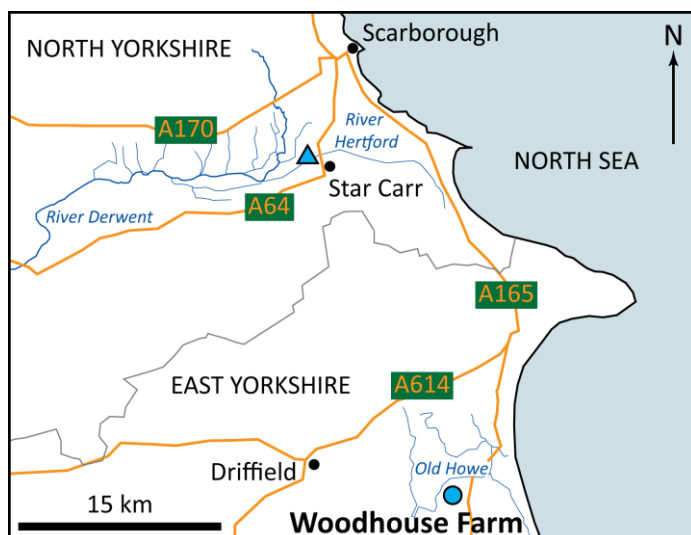 Scarborough
N
NORTH YORKSHIRE
A170
River
Hertford
NORTH SEA
Star Carr
A64
River Derwent
A165
EAST YORKSHIRE
A614
Driffield
Old Howe
15 km
Woodhouse Farm